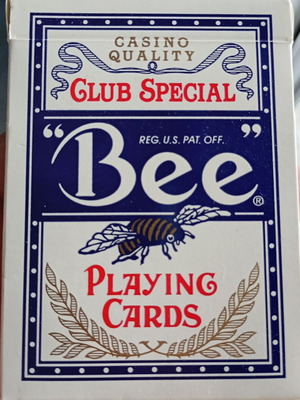 CASINO
QUALITY
CLUB SPECIAL
REG. U.S. PAT. OFF.
"Bee"®
PLAYING
CARDS